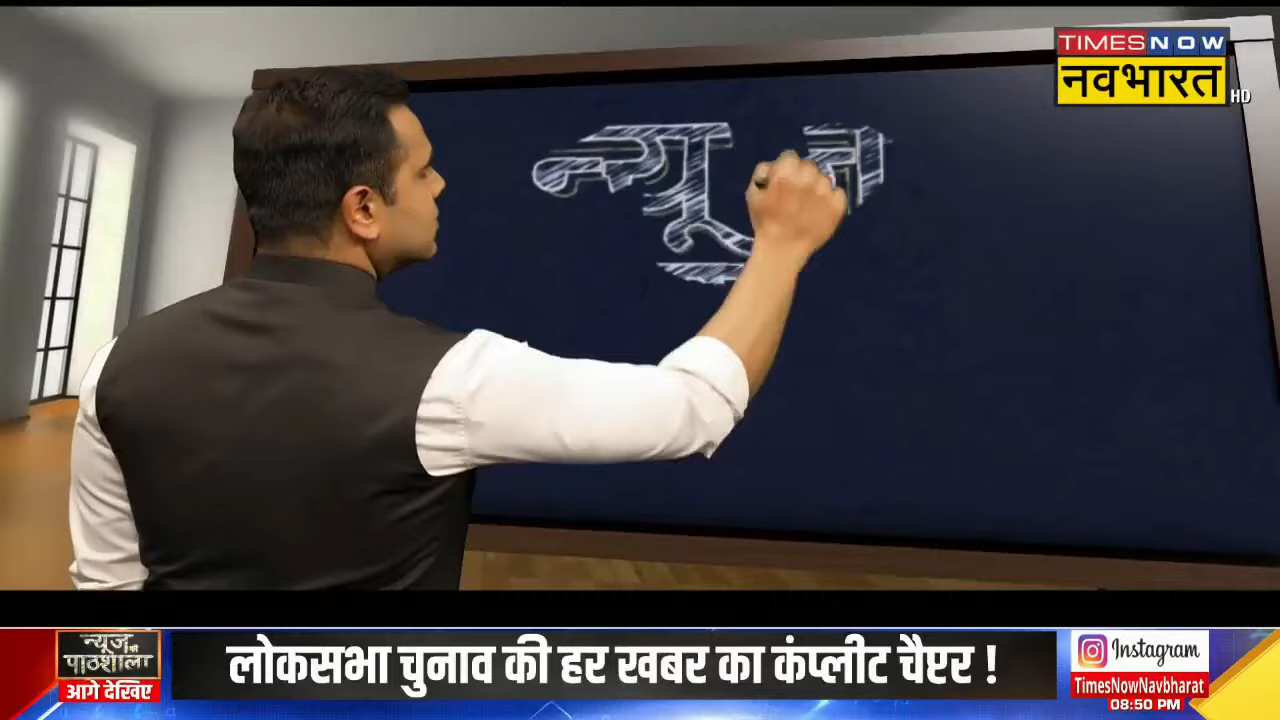 TIMES NOW
नवभारत
HD
न्यूज
न्यूज की
पाठशाला
आगे देखिए
लोकसभा चुनाव की हर खबर का कंप्लीट चैप्टर !
Instagram
TimesNowNavbharat
08:50 PM